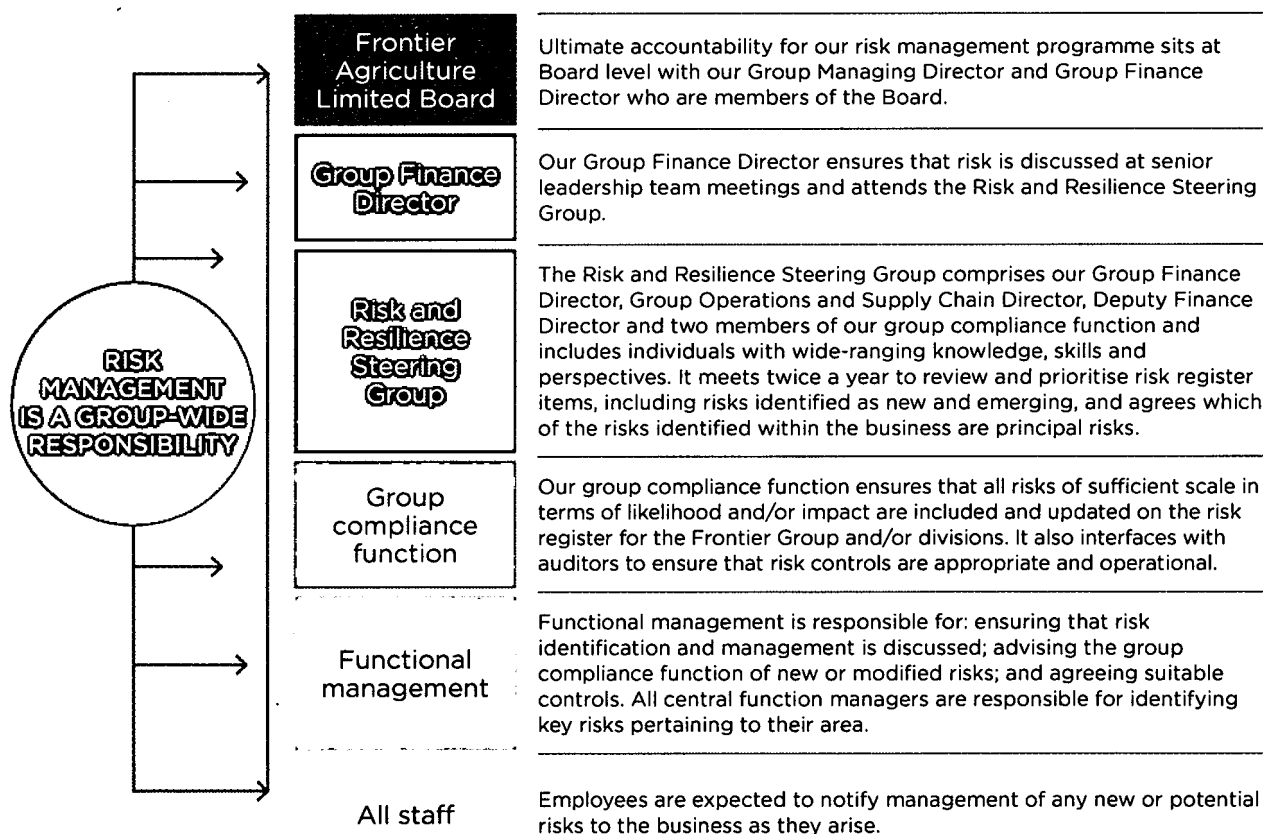 RISK
MANAGEMENT
IS A GROUP-WIDE
RESPONSIBILITY
Frontier
Agriculture
Limited Board
Ultimate accountability for our risk management programme sits at
Board level with our Group Managing Director and Group Finance
Director who are members of the Board.
Group Finance
Director
Our Group Finance Director ensures that risk is discussed at senior
leadership team meetings and attends the Risk and Resilience Steering
Group.
Risk and
Resilience
Steering
Group
The Risk and Resilience Steering Group comprises our Group Finance
Director, Group Operations and Supply Chain Director, Deputy Finance
Director and two members of our group compliance function and
includes individuals with wide-ranging knowledge, skills and
perspectives. It meets twice a year to review and prioritise risk register
items, including risks identified as new and emerging, and agrees which
of the risks identified within the business are principal risks.
Group
compliance
function
Our group compliance function ensures that all risks of sufficient scale in
terms of likelihood and/or impact are included and updated on the risk
register for the Frontier Group and/or divisions. It also interfaces with
auditors to ensure that risk controls are appropriate and operational.
Functional
management
Functional management is responsible for: ensuring that risk
identification and management is discussed; advising the group
compliance function of new or modified risks; and agreeing suitable
controls. All central function managers are responsible for identifying
key risks pertaining to their area.
All staff
Employees are expected to notify management of any new or potential
risks to the business as they arise.